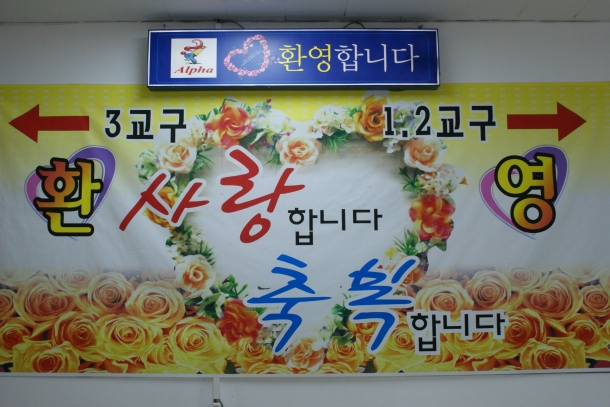 Alpha 환영합니다
3교구 1, 2교구
환 영
사랑합니다
축복합니다